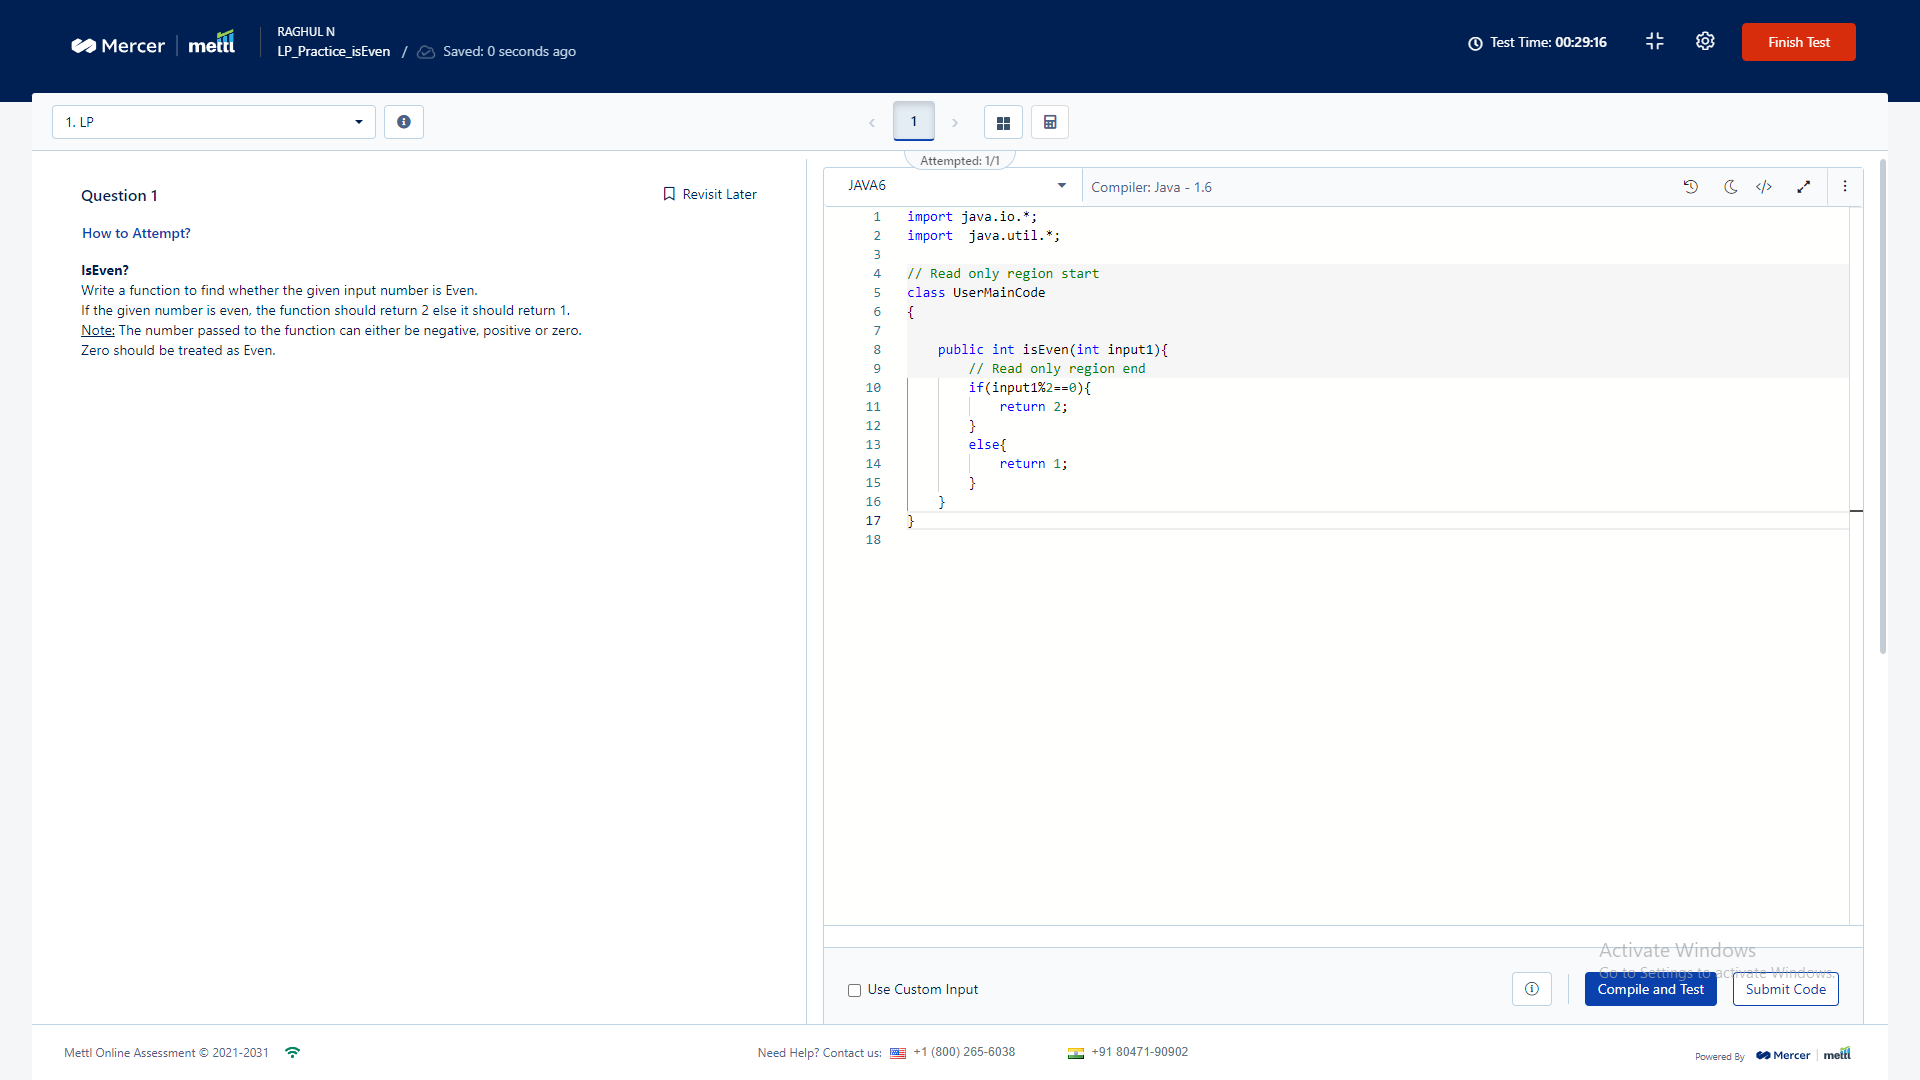 Mercer | mettl
RAGHUL N
LP_Practice_isEven / Saved: 0 seconds ago
Test Time: 00:29:16
Finish Test
1. LP
1
Attempted: 1/1
Question 1
Revisit Later
How to Attempt?
IsEven?
Write a function to find whether the given input number is Even.
If the given number is even, the function should return 2 else it should return 1.
Note: The number passed to the function can either be negative, positive or zero.
Zero should be treated as Even.
JAVA6
Compiler: Java - 1.6
1 import java.io.*;
2 import  java.util.*;
3
4 // Read only region start
5 class UserMainCode
6 {
7
8     public int isEven(int input1){
9         // Read only region end
10         if(input1%2==0){
11             return 2;
12         }
13         else{
14             return 1;
15         }
16     }
17 }
18
Use Custom Input
Activate Windows
Go to Settings to activate Windows.
Compile and Test
Submit Code
Mettl Online Assessment © 2021-2031
Need Help? Contact us: +1 (800) 265-6038
+91 80471-90902
Powered By Mercer | mettl